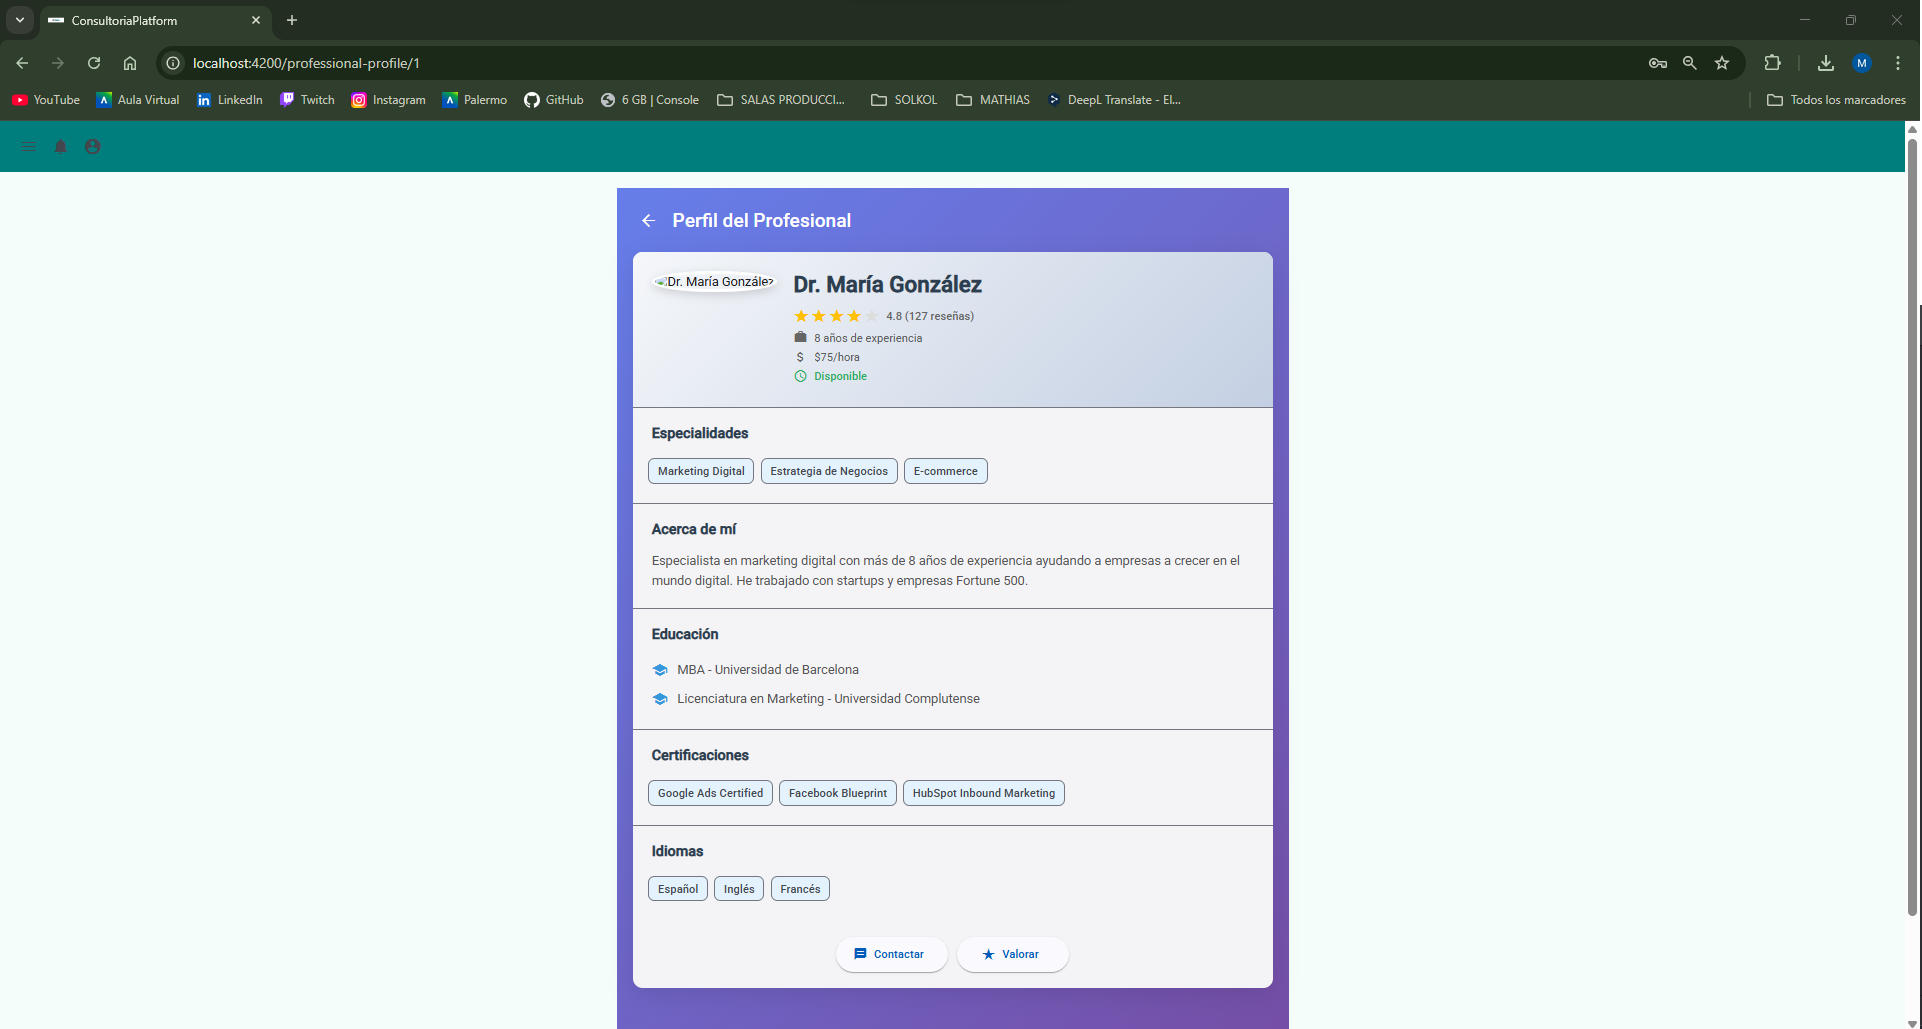 ConsultoriaPlatform
localhost:4200/professional-profile/1
M
YouTube
Aula Virtual
LinkedIn
Twitch
Instagram
Palermo
GitHub
6 GB | Console
SALAS PRODUCCI...
SOLKOL
MATHIAS
DeepL Translate - El...
Todos los marcadores
Perfil del Profesional
Dr. María González
Dr. María González
4.8 (127 reseñas)
8 años de experiencia
$ $75/hora
Disponible
Especialidades
Marketing Digital
Estrategia de Negocios
E-commerce
Acerca de mí
Especialista en marketing digital con más de 8 años de experiencia ayudando a empresas a crecer en el
mundo digital. He trabajado con startups y empresas Fortune 500.
Educación
MBA - Universidad de Barcelona
Licenciatura en Marketing - Universidad Complutense
Certificaciones
Google Ads Certified
Facebook Blueprint
HubSpot Inbound Marketing
Idiomas
Español
Inglés
Francés
Contactar
Valorar